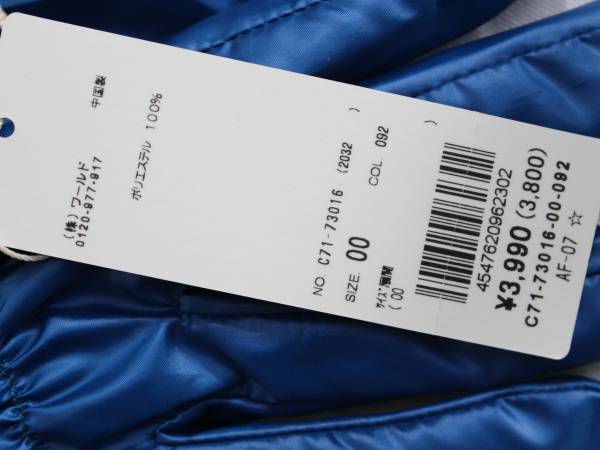 中国製
ポリエステル 100%
(株) ワールド
0120-977-917
NO. C71-73016 (2032 )
SIZE. 00 COL 092
サイズ展開
( 00 )
4547620962302
¥3,990(3,800)
C71-73016-00-092
AF-07 ☆